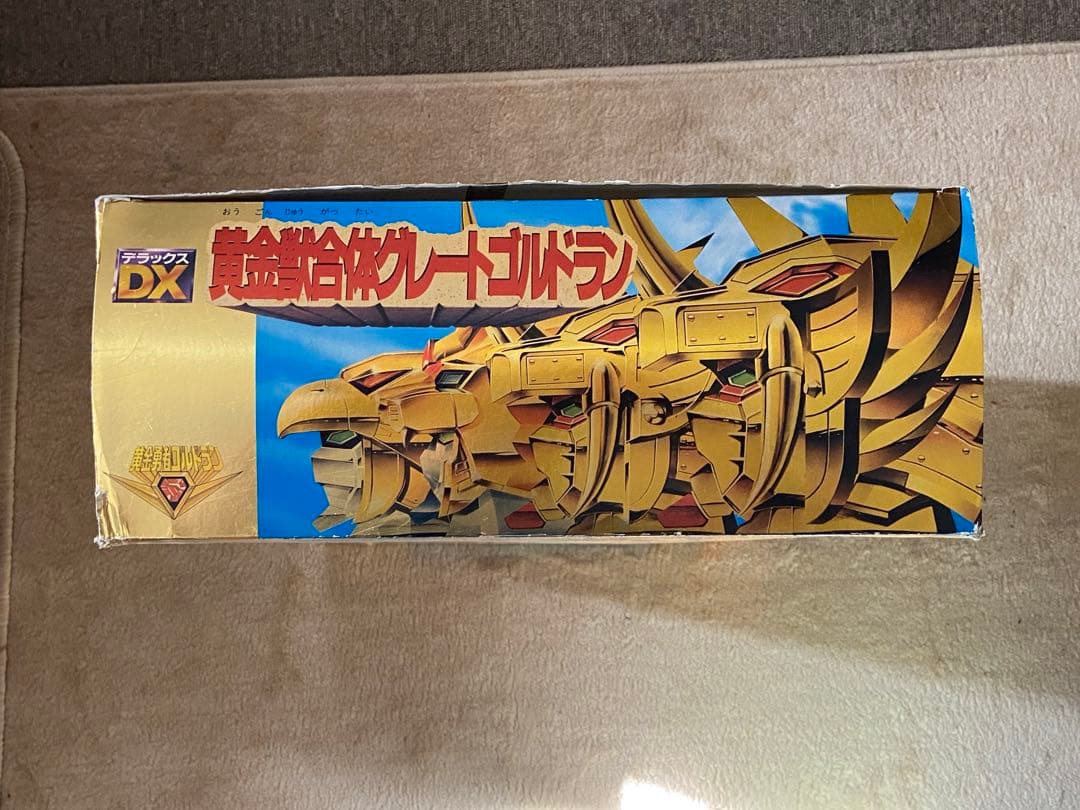 おうごんじゅうがったい
黄金獣合体グレートゴルドラン
デラックス
DX
黄金勇者ゴルドラン